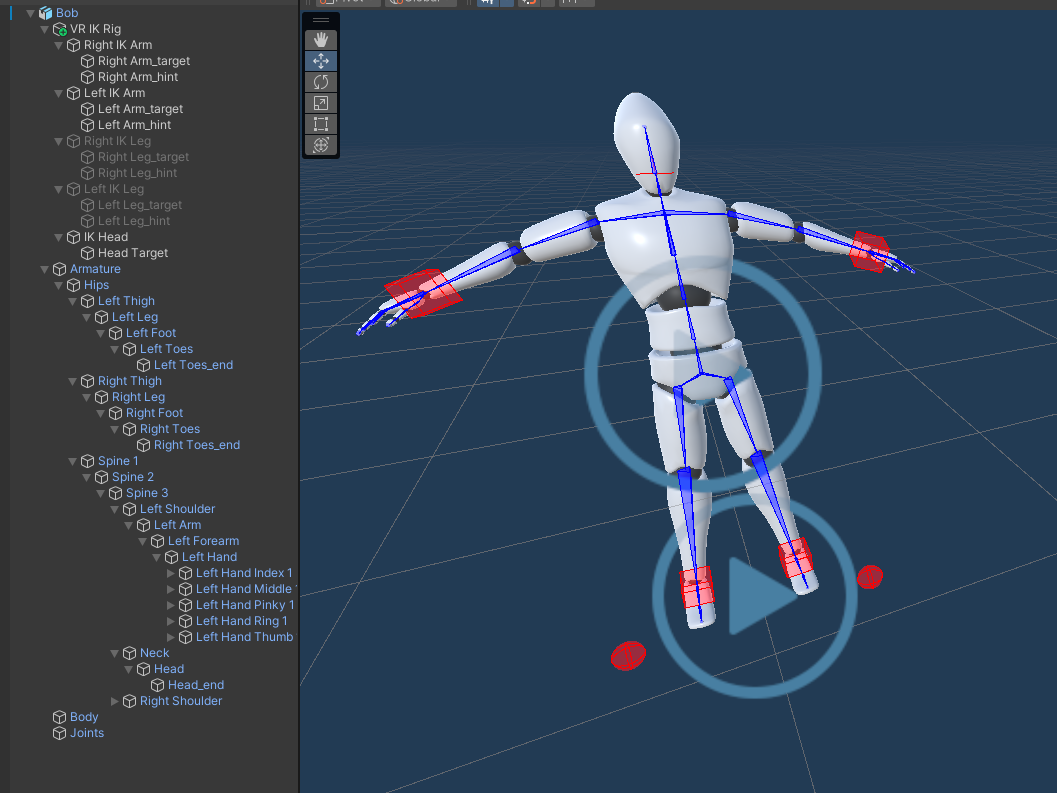 Bob
VR IK Rig
Right IK Arm
Right Arm_target
Right Arm_hint
Left IK Arm
Left Arm_target
Left Arm_hint
Right IK Leg
Right Leg_target
Right Leg_hint
Left IK Leg
Left Leg_target
Left Leg_hint
IK Head
Head Target
Armature
Hips
Left Thigh
Left Leg
Left Foot
Left Toes
Left Toes_end
Right Thigh
Right Leg
Right Foot
Right Toes
Right Toes_end
Spine 1
Spine 2
Spine 3
Left Shoulder
Left Arm
Left Forearm
Left Hand
Left Hand Index 1
Left Hand Middle
Left Hand Pinky 1
Left Hand Ring 1
Left Hand Thumb
Neck
Head
Head_end
Right Shoulder
Body
Joints